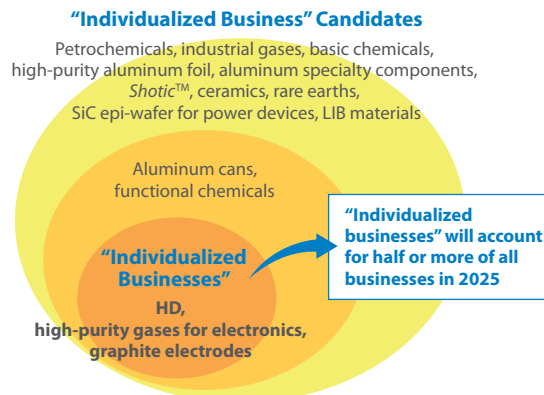 “Individualized Business” Candidates
Petrochemicals, industrial gases, basic chemicals,
high-purity aluminum foil, aluminum specialty components,
Shotic™, ceramics, rare earths,
SiC epi-wafer for power devices, LIB materials
Aluminum cans,
functional chemicals
“Individualized
Businesses”
HD,
high-purity gases for electronics,
graphite electrodes
“Individualized
businesses” will account
for half or more of all
businesses in 2025